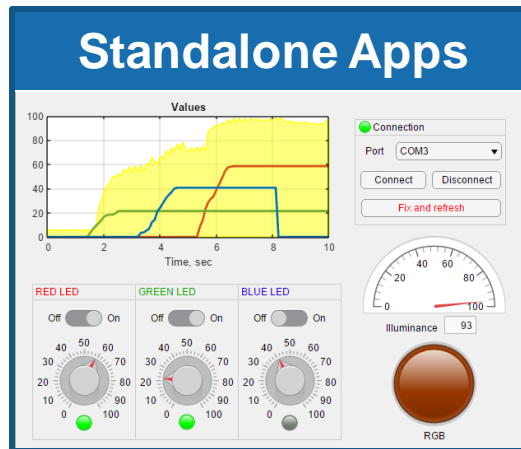 Standalone Apps
Values
100
80
60
40
20
0
0 2 4 6 8 10
Time, sec
Connection
Port COM3
Connect Disconnect
Fix and refresh
0 20 40 60 80 100
Illuminance 93
RGB
RED LED
Off On
0 10 20 30 40 50 60 70 80 90 100
GREEN LED
Off On
0 10 20 30 40 50 60 70 80 90 100
BLUE LED
Off On
0 10 20 30 40 50 60 70 80 90 100